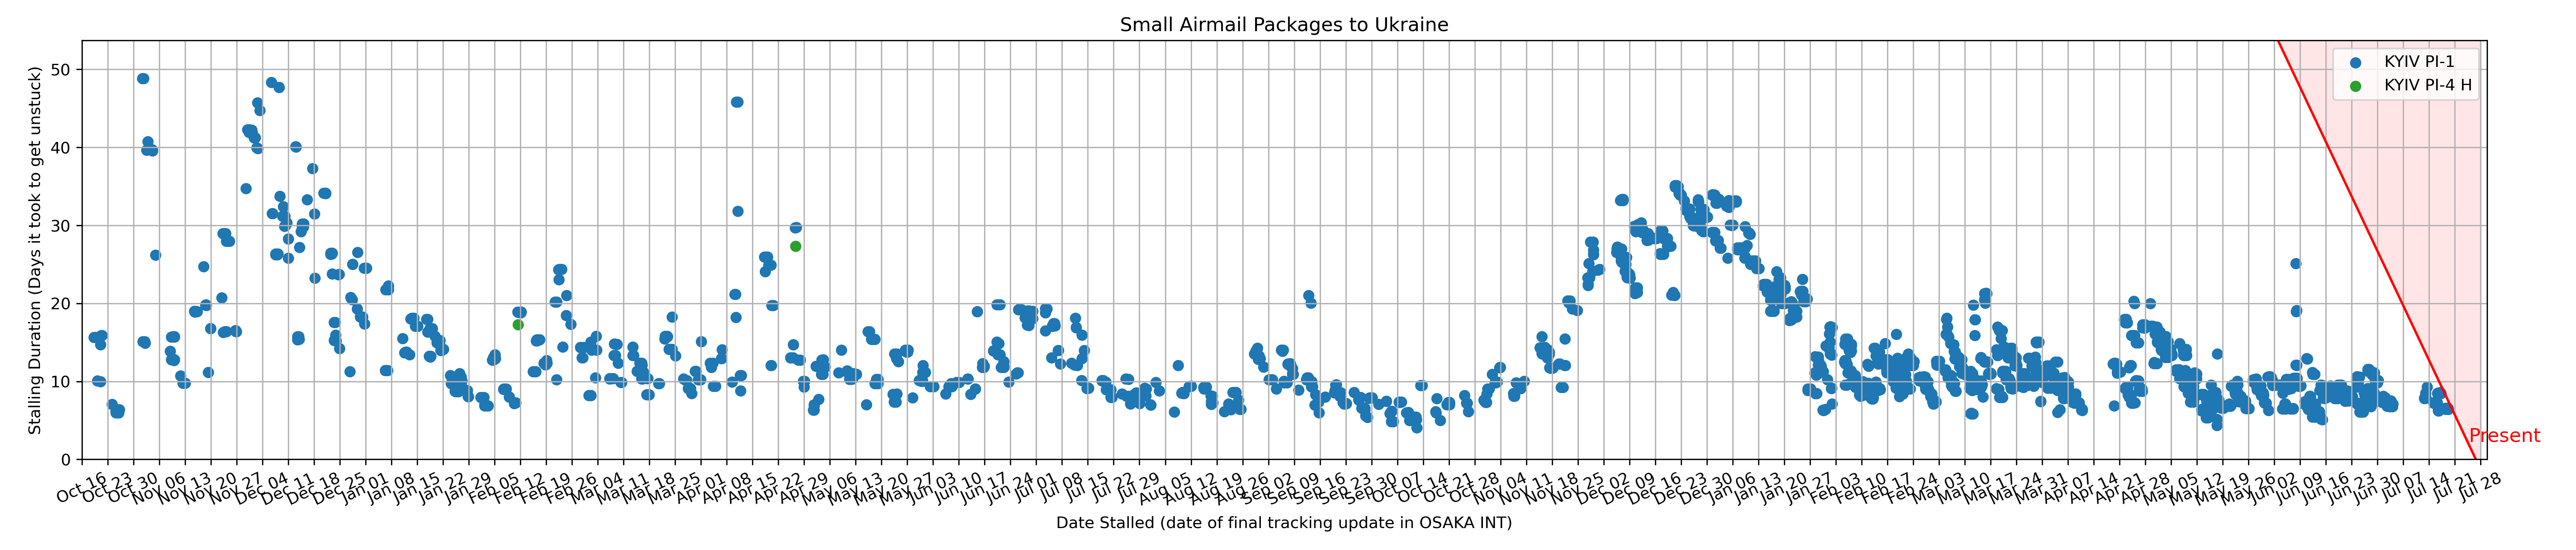 Small Airmail Packages to Ukraine
KYIV PI-1
KYIV PI-4 H
Present
Stalling Duration (Days it took to get unstuck)
50
40
30
20
10
0
Oct 16 Oct 23 Oct 30 Nov 06 Nov 13 Nov 20 Nov 27 Dec 04 Dec 11 Dec 18 Dec 25 Jan 01 Jan 08 Jan 15 Jan 22 Jan 29 Feb 05 Feb 12 Feb 19 Feb 26 Mar 04 Mar 11 Mar 18 Mar 25 Apr 01 Apr 08 Apr 15 Apr 22 Apr 29 May 06 May 13 May 20 May 27 Jun 03 Jun 10 Jun 17 Jun 24 Jul 01 Jul 08 Jul 15 Jul 22 Jul 29 Aug 05 Aug 12 Aug 19 Aug 26 Sep 02 Sep 09 Sep 16 Sep 23 Sep 30 Oct 07 Oct 14 Oct 21 Oct 28 Nov 04 Nov 11 Nov 18 Nov 25 Dec 02 Dec 09 Dec 16 Dec 23 Dec 30 Jan 06 Jan 13 Jan 20 Jan 27 Feb 03 Feb 10 Feb 17 Feb 24 Mar 03 Mar 10 Mar 17 Mar 24 Mar 31 Apr 07 Apr 14 Apr 21 Apr 28 May 05 May 12 May 19 May 26 Jun 02 Jun 09 Jun 16 Jun 23 Jun 30 Jul 07 Jul 14 Jul 21 Jul 28
Date Stalled (date of final tracking update in OSAKA INT)